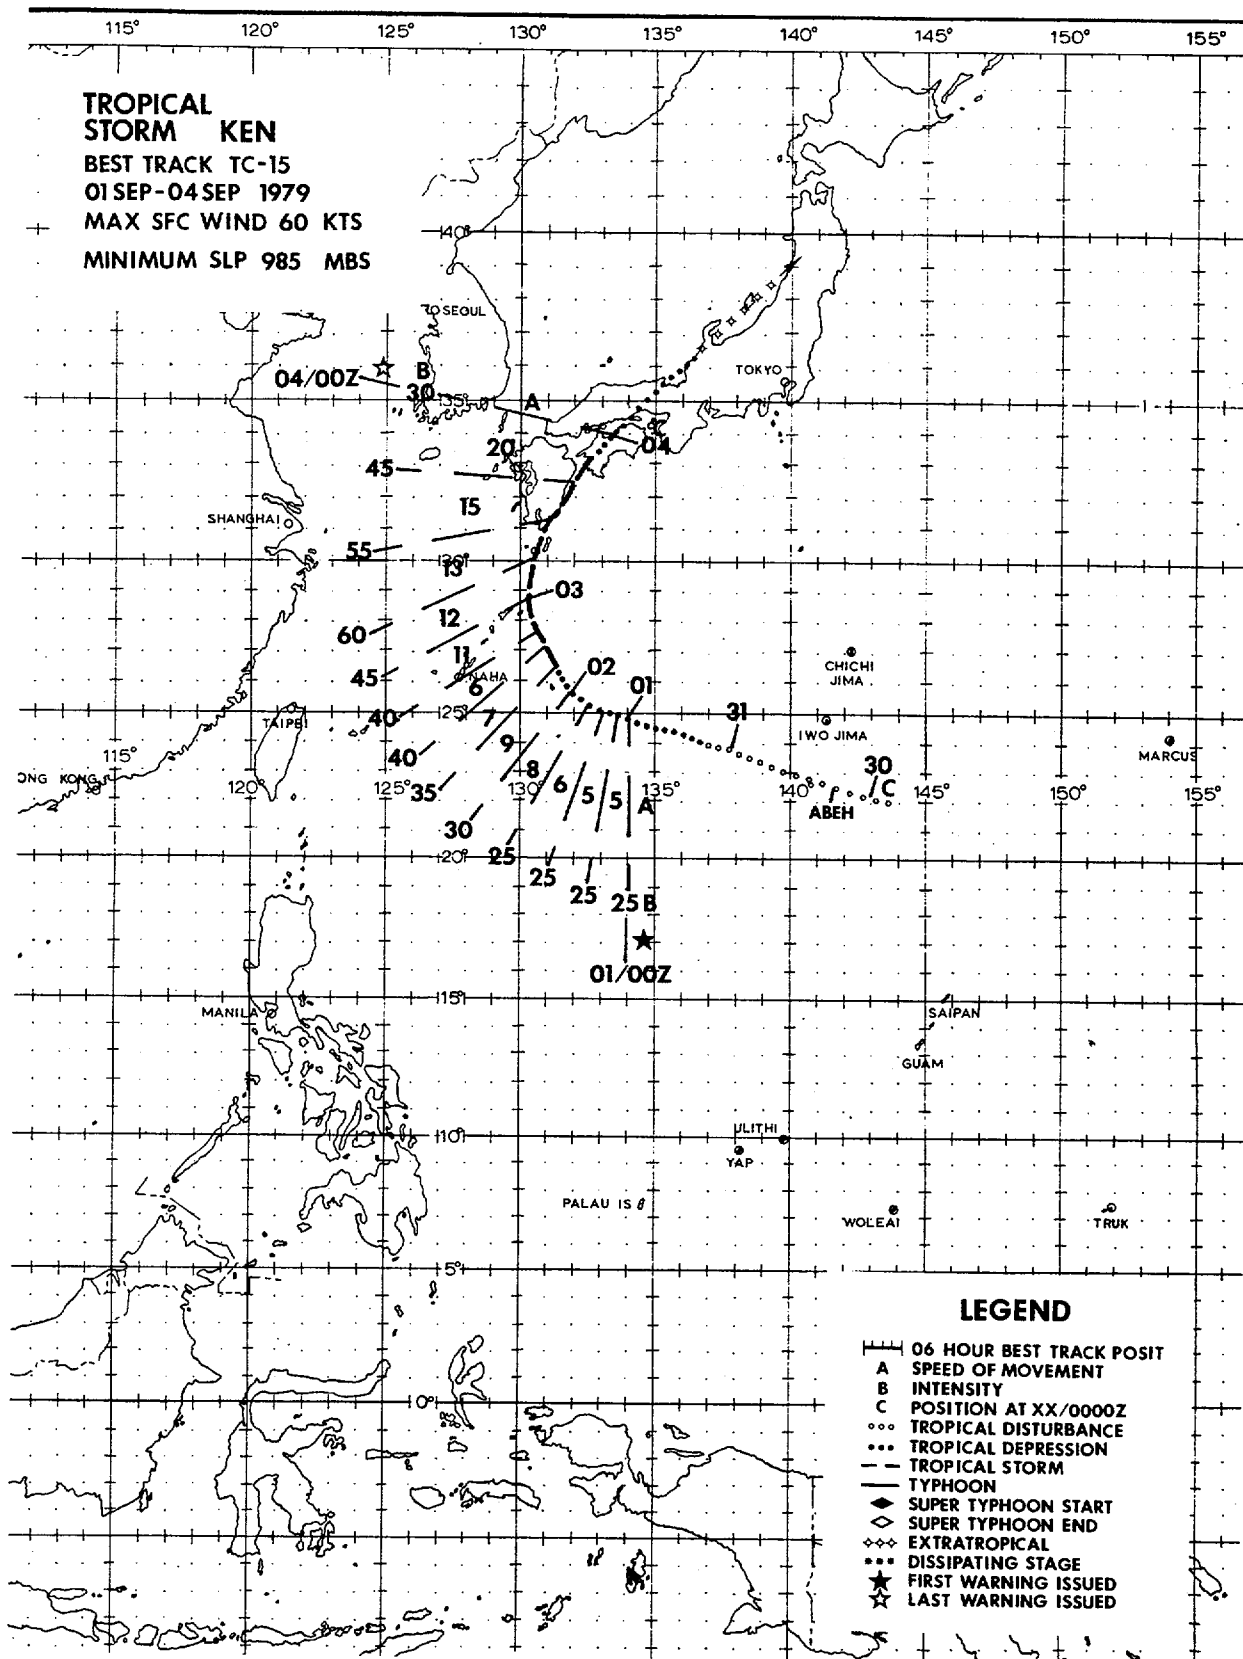 115° 120° 125° 130° 135° 140° 145° 150° 155°
TROPICAL
STORM KEN
BEST TRACK TC-15
01 SEP-04 SEP 1979
MAX SFC WIND 60 KTS
MINIMUM SLP 985 MBS
40°
SEOUL
04/00Z
B
30
TOKYO
35°
A
20
04
45
15
SHANGHAI
55
30°
13
03
12
60
11
CHICHI
JIMA
45
NAHA
6
02
01
40
25°
7
31
TAIPEI
IWO JIMA
9
40
MARCUS
115°
ONG KONG
120°
125°
35
130°
8
6
5
5
A
135°
140°
30
C
145°
150°
155°
ABEH
30
25
20°
25
25
25 B
01/00Z
15°
MANILA
SAIPAN
GUAM
10°
ULITHI
YAP
PALAU IS
WOLEAI
TRUK
5°
0°
LEGEND
06 HOUR BEST TRACK POSIT
A SPEED OF MOVEMENT
B INTENSITY
C POSITION AT XX/0000Z
TROPICAL DISTURBANCE
TROPICAL DEPRESSION
TROPICAL STORM
TYPHOON
SUPER TYPHOON START
SUPER TYPHOON END
EXTRATROPICAL
DISSIPATING STAGE
FIRST WARNING ISSUED
LAST WARNING ISSUED